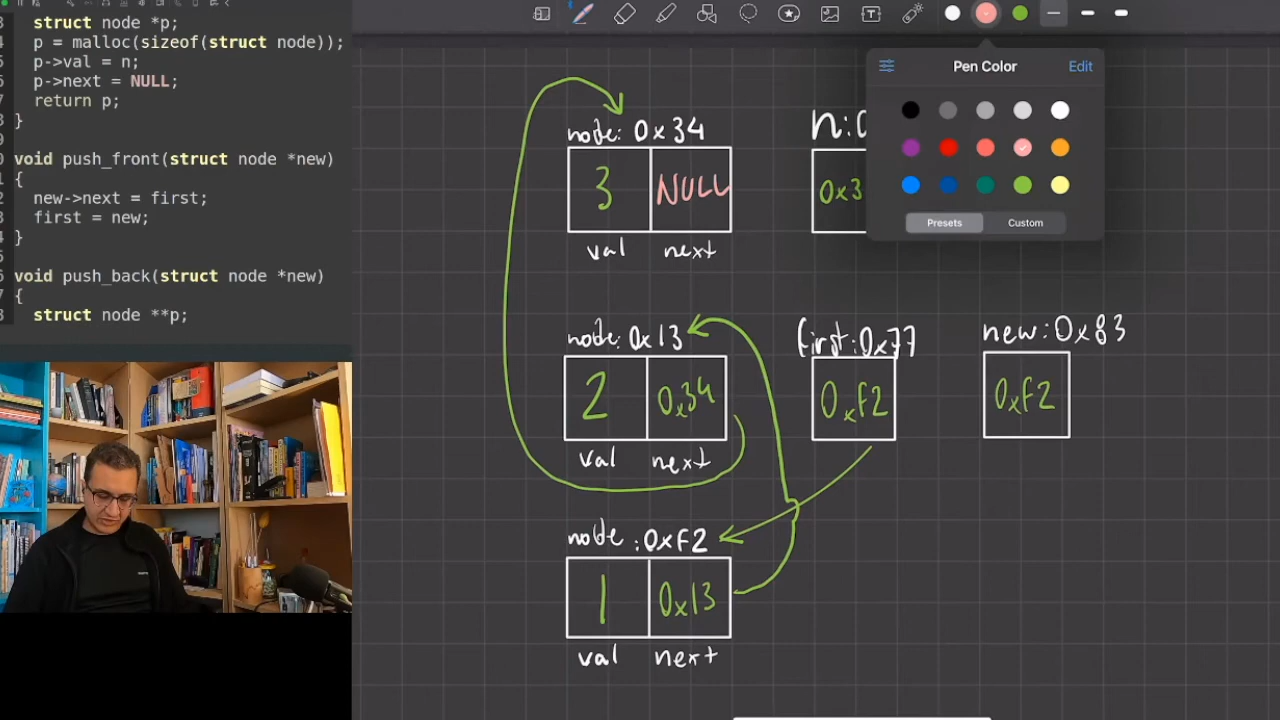 struct node *p;
p = malloc(sizeof(struct node));
p->val = n;
p->next = NULL;
return p;
}
void push_front(struct node *new)
{
new->next = first;
first = new;
}
void push_back(struct node *new)
{
struct node **p;
Pen Color
Edit
Presets
Custom
node: 0x34
3 NULL
val next
n:0
0x3
node: 0x13
2 0x34
val next
first:0x77
0xf2
new:0x83
0xf2
node :0xf2
1 0x13
val next